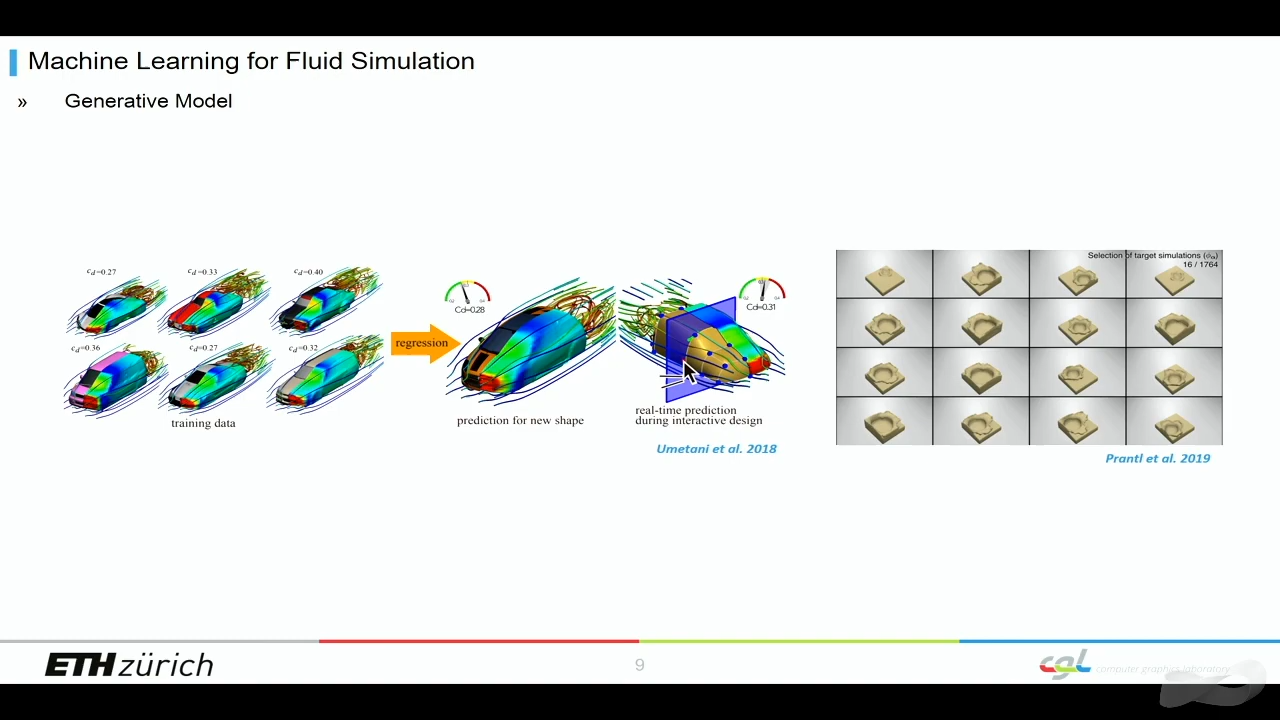 Machine Learning for Fluid Simulation
» Generative Model
cd=0.27
cd=0.33
cd=0.40
cd=0.36
cd=0.27
cd=0.32
training data
regression
Cd=0.28
prediction for new shape
Cd=0.31
real-time prediction
during interactive design
Umetani et al. 2018
Selection of target simulations (ϕα)
16 / 1764
Prantl et al. 2019
ETH zürich
9
cgl computer graphics laboratory